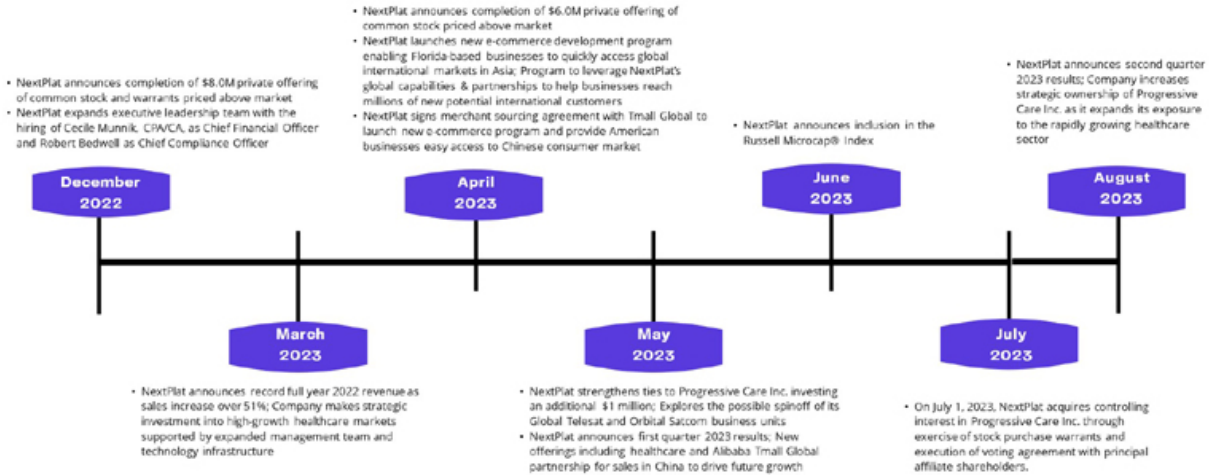 • NextPlat announces completion of $8.0M private offering
of common stock and warrants priced above market
• NextPlat expands executive leadership team with the
hiring of Cecile Munnik, CPA/CA, as Chief Financial Officer
and Robert Bedwell as Chief Compliance Officer
December
2022
March
2023
• NextPlat announces record full year 2022 revenue as
sales increase over 51%; Company makes strategic
investment into high-growth healthcare markets
supported by expanded management team and
technology infrastructure
• NextPlat announces completion of $6.0M private offering of
common stock priced above market
• NextPlat launches new e-commerce development program
enabling Florida-based businesses to quickly access global
international markets in Asia; Program to leverage NextPlat's
global capabilities & partnerships to help businesses reach
millions of new potential international customers
• NextPlat signs merchant sourcing agreement with Tmall Global to
launch new e-commerce program and provide American
businesses easy access to Chinese consumer market
April
2023
May
2023
• NextPlat strengthens ties to Progressive Care Inc. investing
an additional $1 million; Explores the possible spinoff of its
Global Telesat and Orbital Satcom business units
• NextPlat announces first quarter 2023 results; New
offerings including healthcare and Alibaba Tmall Global
partnership for sales in China to drive future growth
• NextPlat announces inclusion in the
Russell Microcap® Index
June
2023
July
2023
• On July 1, 2023, NextPlat acquires controlling
interest in Progressive Care Inc. through
exercise of stock purchase warrants and
execution of voting agreement with principal
affiliate shareholders.
• NextPlat announces second quarter
2023 results; Company increases
strategic ownership of Progressive
Care Inc. as it expands its exposure
to the rapidly growing healthcare
sector
August
2023